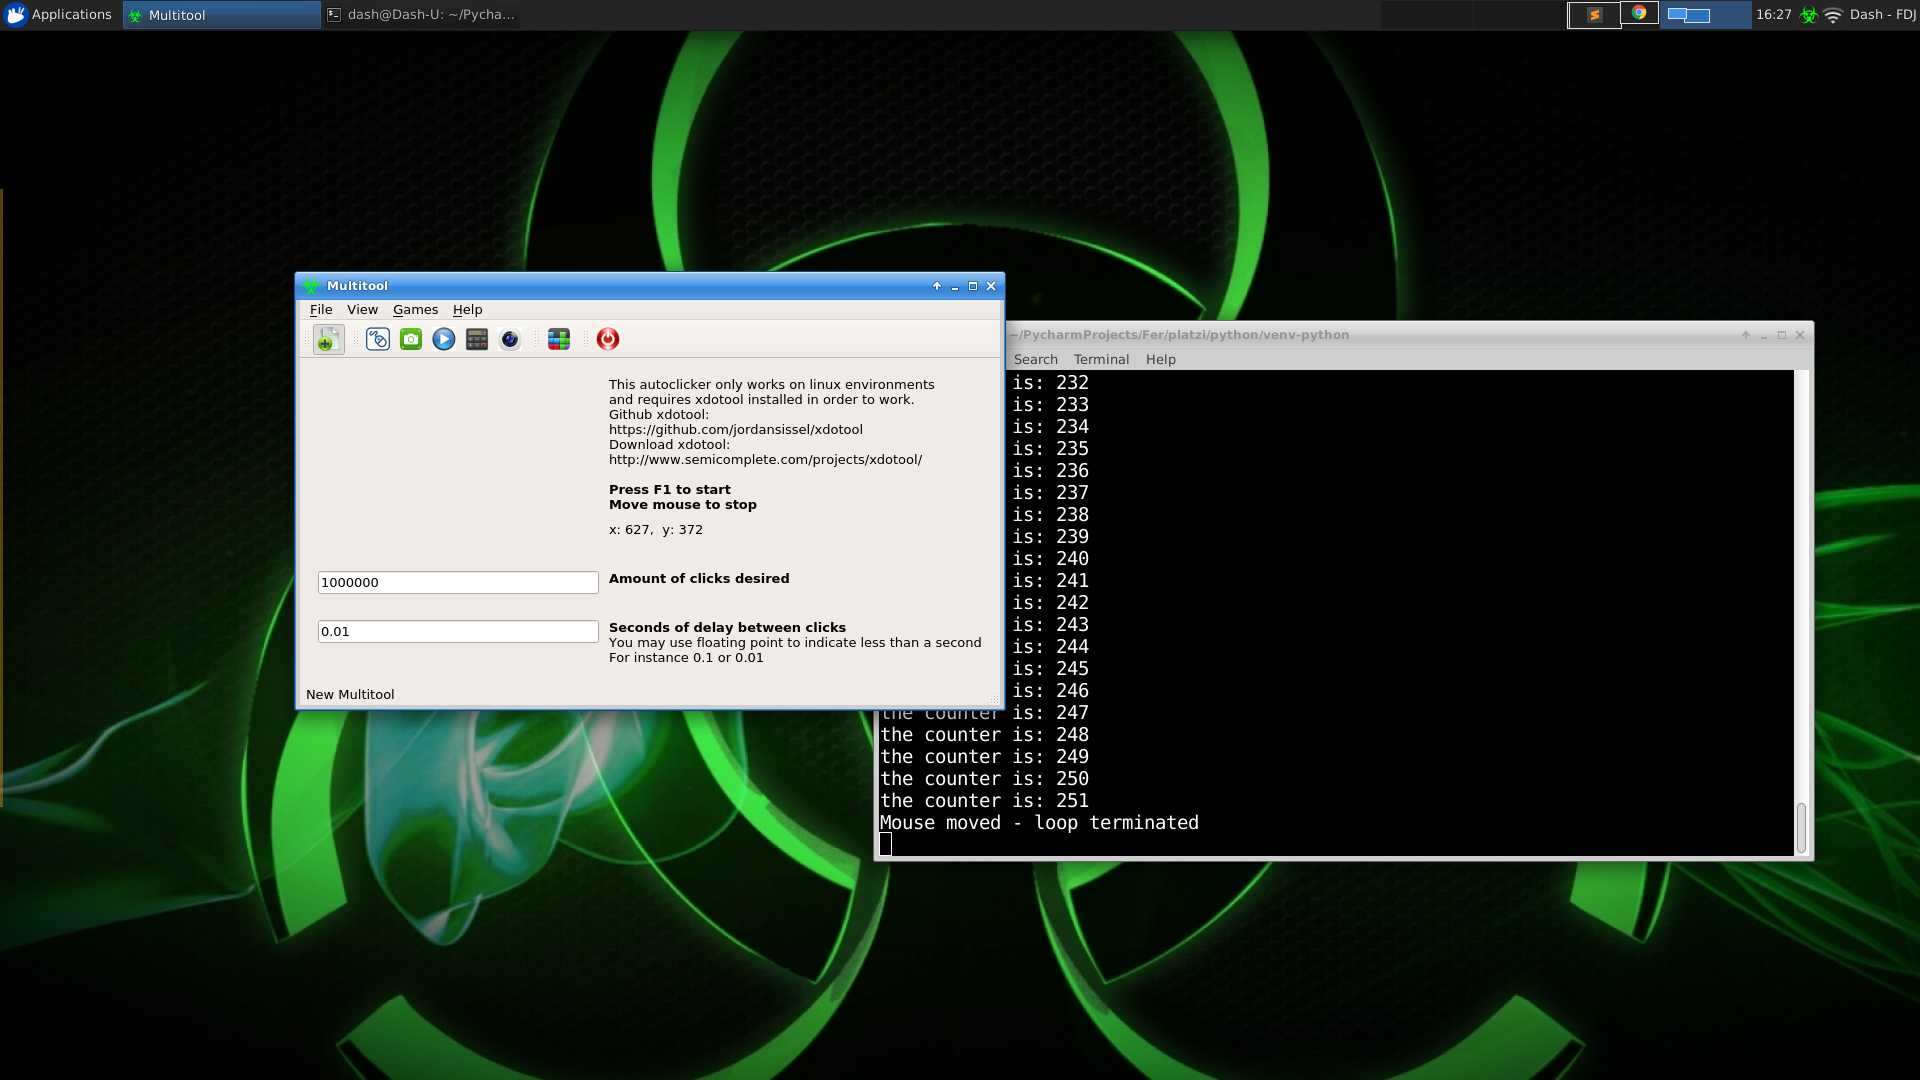 Applications
Multitool
dash@Dash-U: ~/Pycha...
16:27
Dash - FDJ
Multitool
File View Games Help
This autoclicker only works on linux environments
and requires xdotool installed in order to work.
Github xdotool:
https://github.com/jordansissel/xdotool
Download xdotool:
http://www.semicomplete.com/projects/xdotool/
Press F1 to start
Move mouse to stop
x: 627, y: 372
1000000
Amount of clicks desired
0.01
Seconds of delay between clicks
You may use floating point to indicate less than a second
For instance 0.1 or 0.01
New Multitool
~/PycharmProjects/Fer/platzi/python/venv-python
Search Terminal Help
is: 232
is: 233
is: 234
is: 235
is: 236
is: 237
is: 238
is: 239
is: 240
is: 241
is: 242
is: 243
is: 244
is: 245
is: 246
the counter is: 247
the counter is: 248
the counter is: 249
the counter is: 250
the counter is: 251
Mouse moved - loop terminated